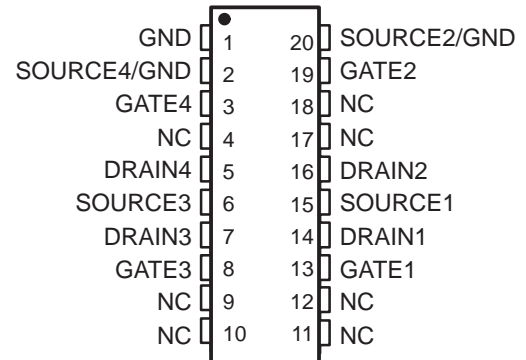 GND 1 20 SOURCE2/GND
SOURCE4/GND 2 19 GATE2
GATE4 3 18 NC
NC 4 17 NC
DRAIN4 5 16 DRAIN2
SOURCE3 6 15 SOURCE1
DRAIN3 7 14 DRAIN1
GATE3 8 13 GATE1
NC 9 12 NC
NC 10 11 NC